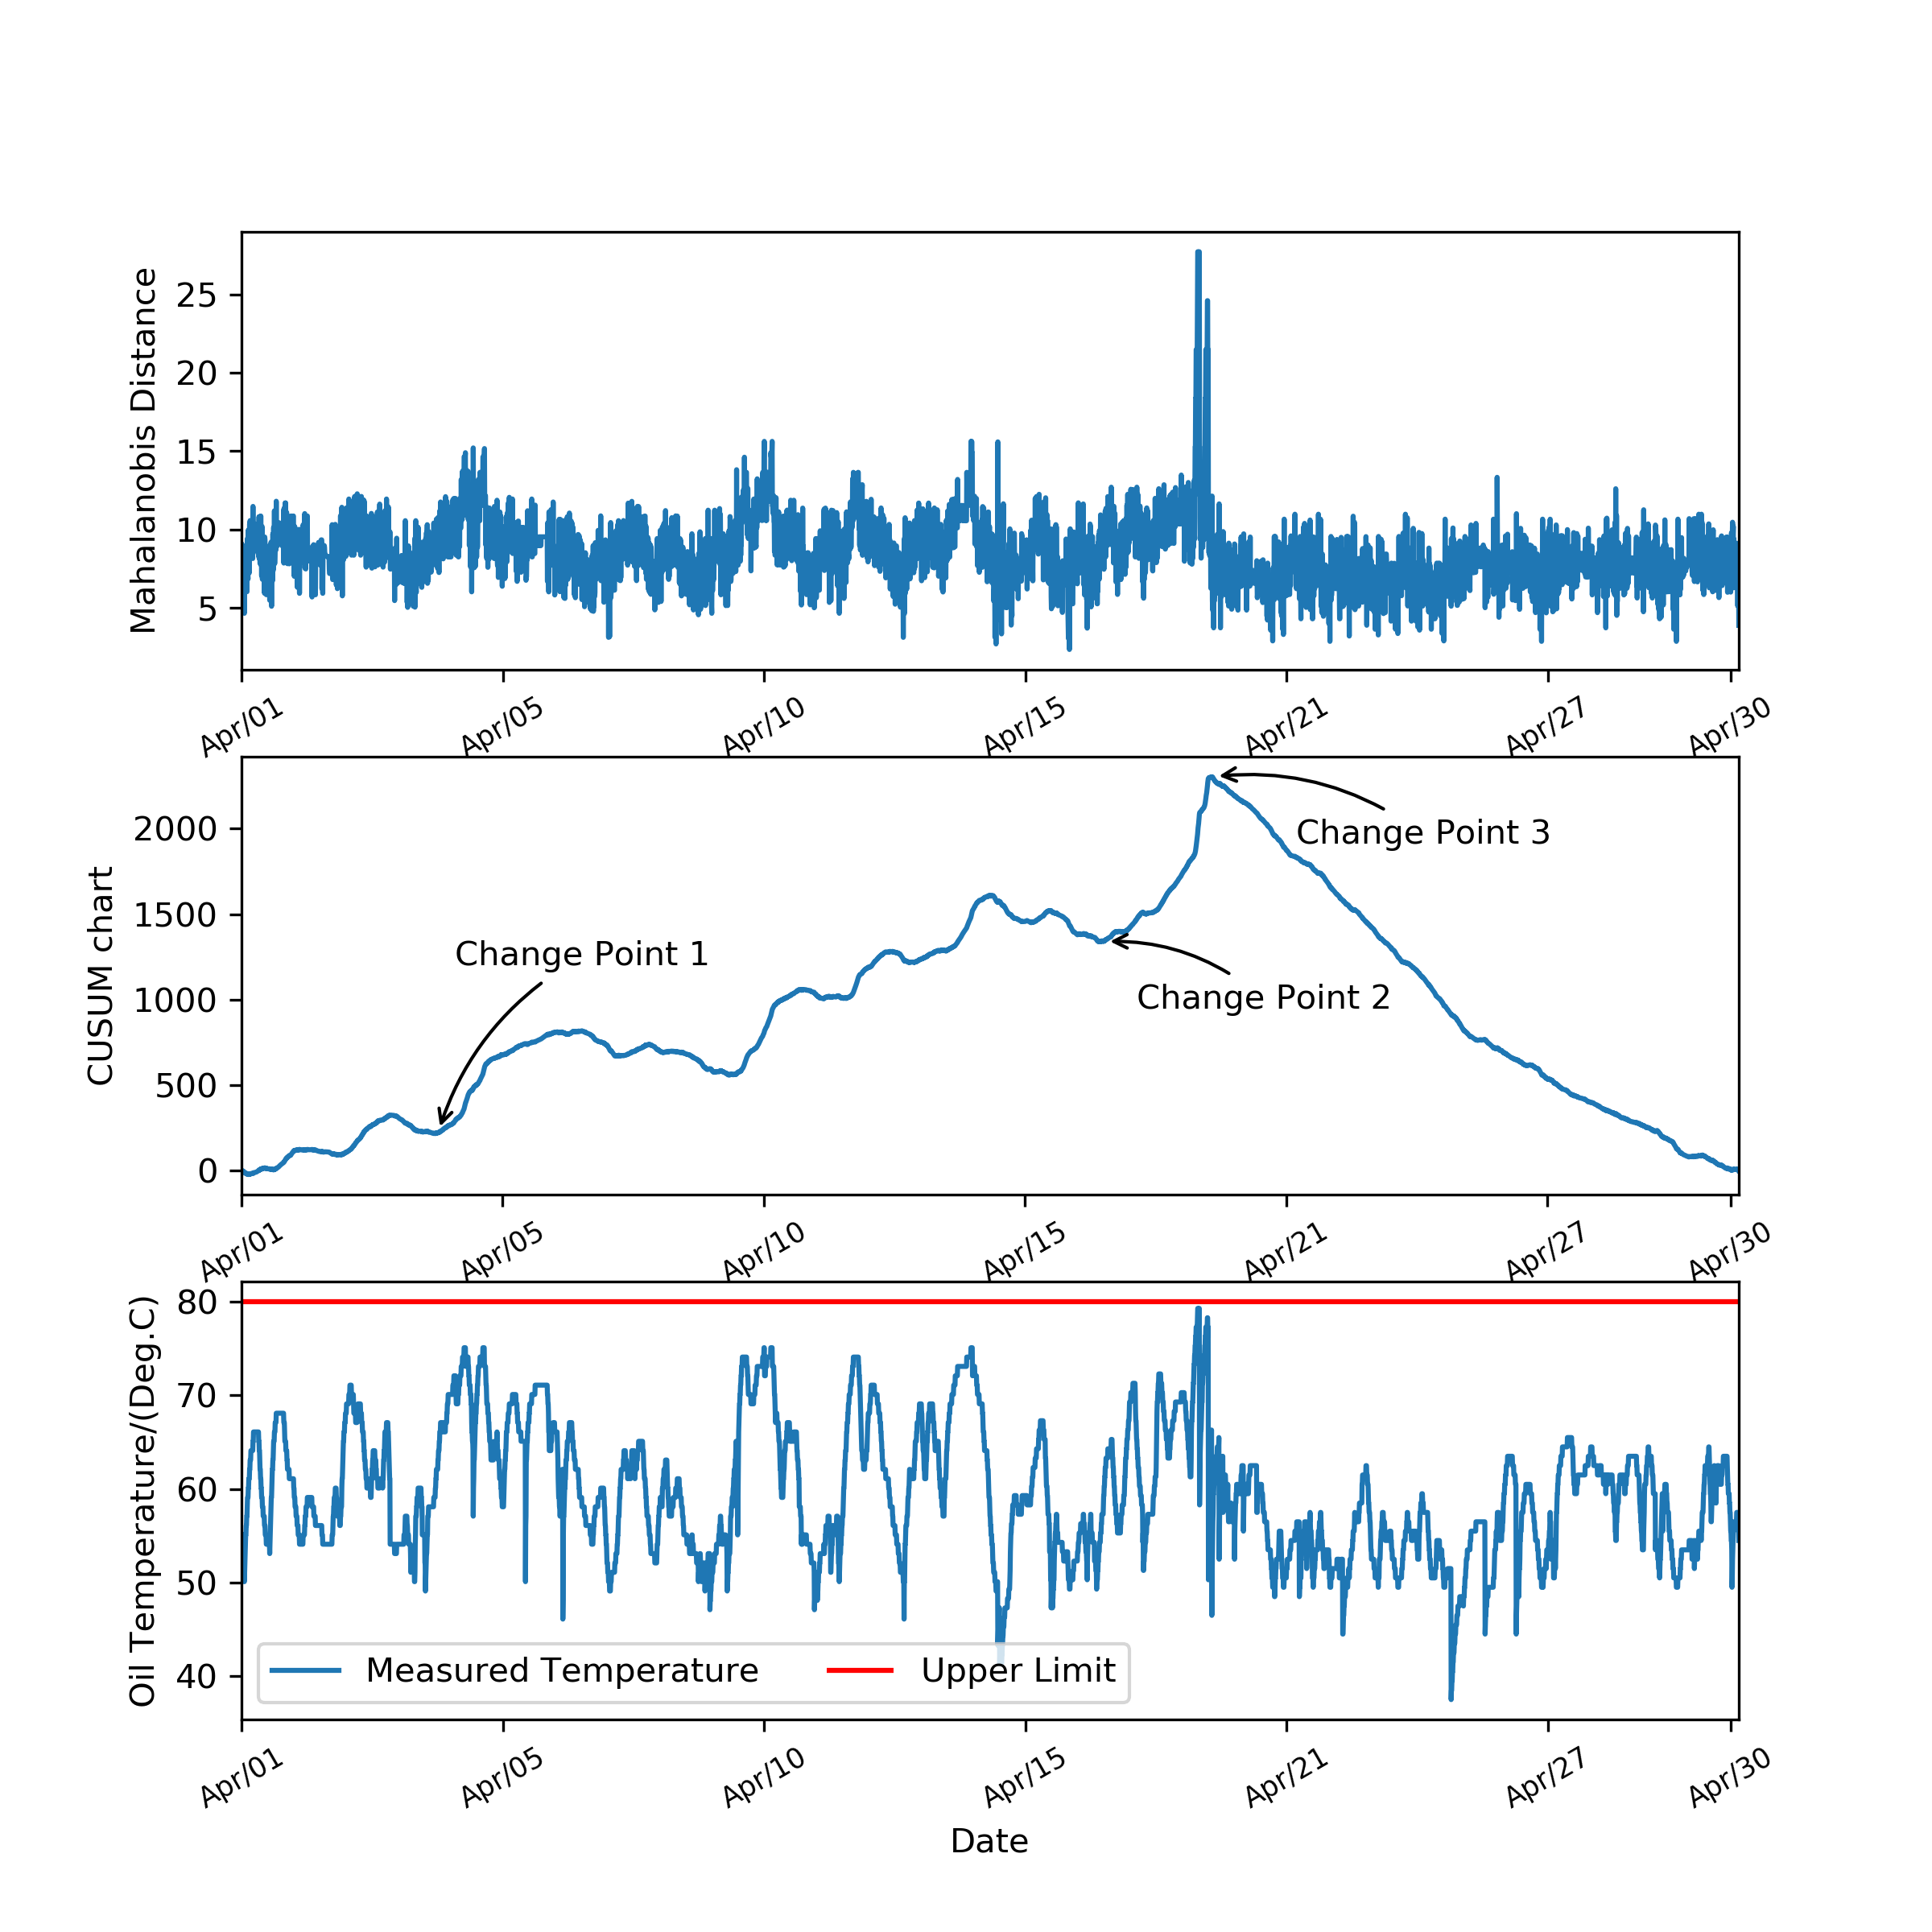 Mahalanobis Distance
25
20
15
10
5
Apr/01 Apr/05 Apr/10 Apr/15 Apr/21 Apr/27 Apr/30
CUSUM chart
2000
1500
1000
500
0
Change Point 3
Change Point 1
Change Point 2
Apr/01 Apr/05 Apr/10 Apr/15 Apr/21 Apr/27 Apr/30
Oil Temperature/(Deg.C)
80
70
60
50
40
Measured Temperature Upper Limit
Apr/01 Apr/05 Apr/10 Apr/15 Apr/21 Apr/27 Apr/30
Date